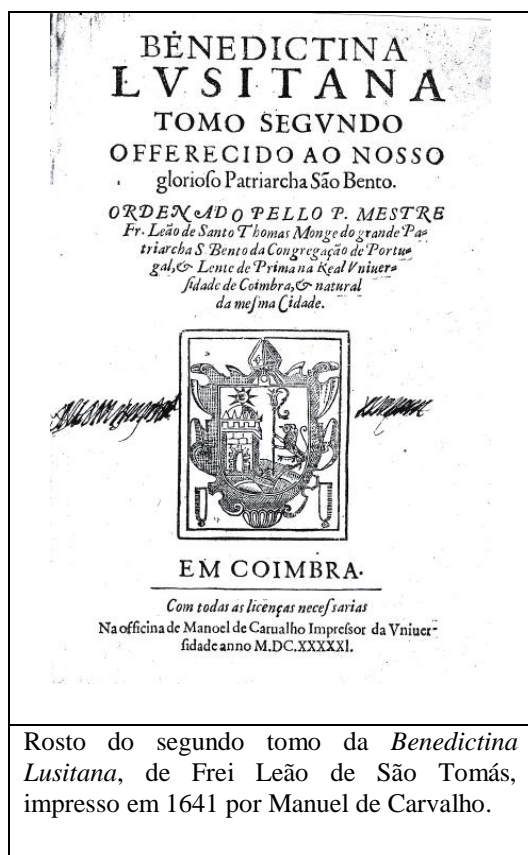 BENEDICTINA
LVSITANA
TOMO SEGVNDO
OFFERECIDO AO NOSSO
glorioſo Patriarcha São Bento.
ORDENADO PELLO P. MESTRE
Fr. Leão de Santo Thomas Monge do grande Pa-
triarcha S. Bento da Congregação de Portu-
gal, & Lente de Prima na Real Vniuer-
ſidade de Coimbra, & natural
da meſma Cidade.
EM COIMBRA.
Com todas as licenças neceſsarias
Na officina de Manoel de Carualho Impreſsor da Vniuer-
ſidade anno M.DC.XXXXI.
Rosto do segundo tomo da Benedictina
Lusitana, de Frei Leão de São Tomás,
impresso em 1641 por Manuel de Carvalho.